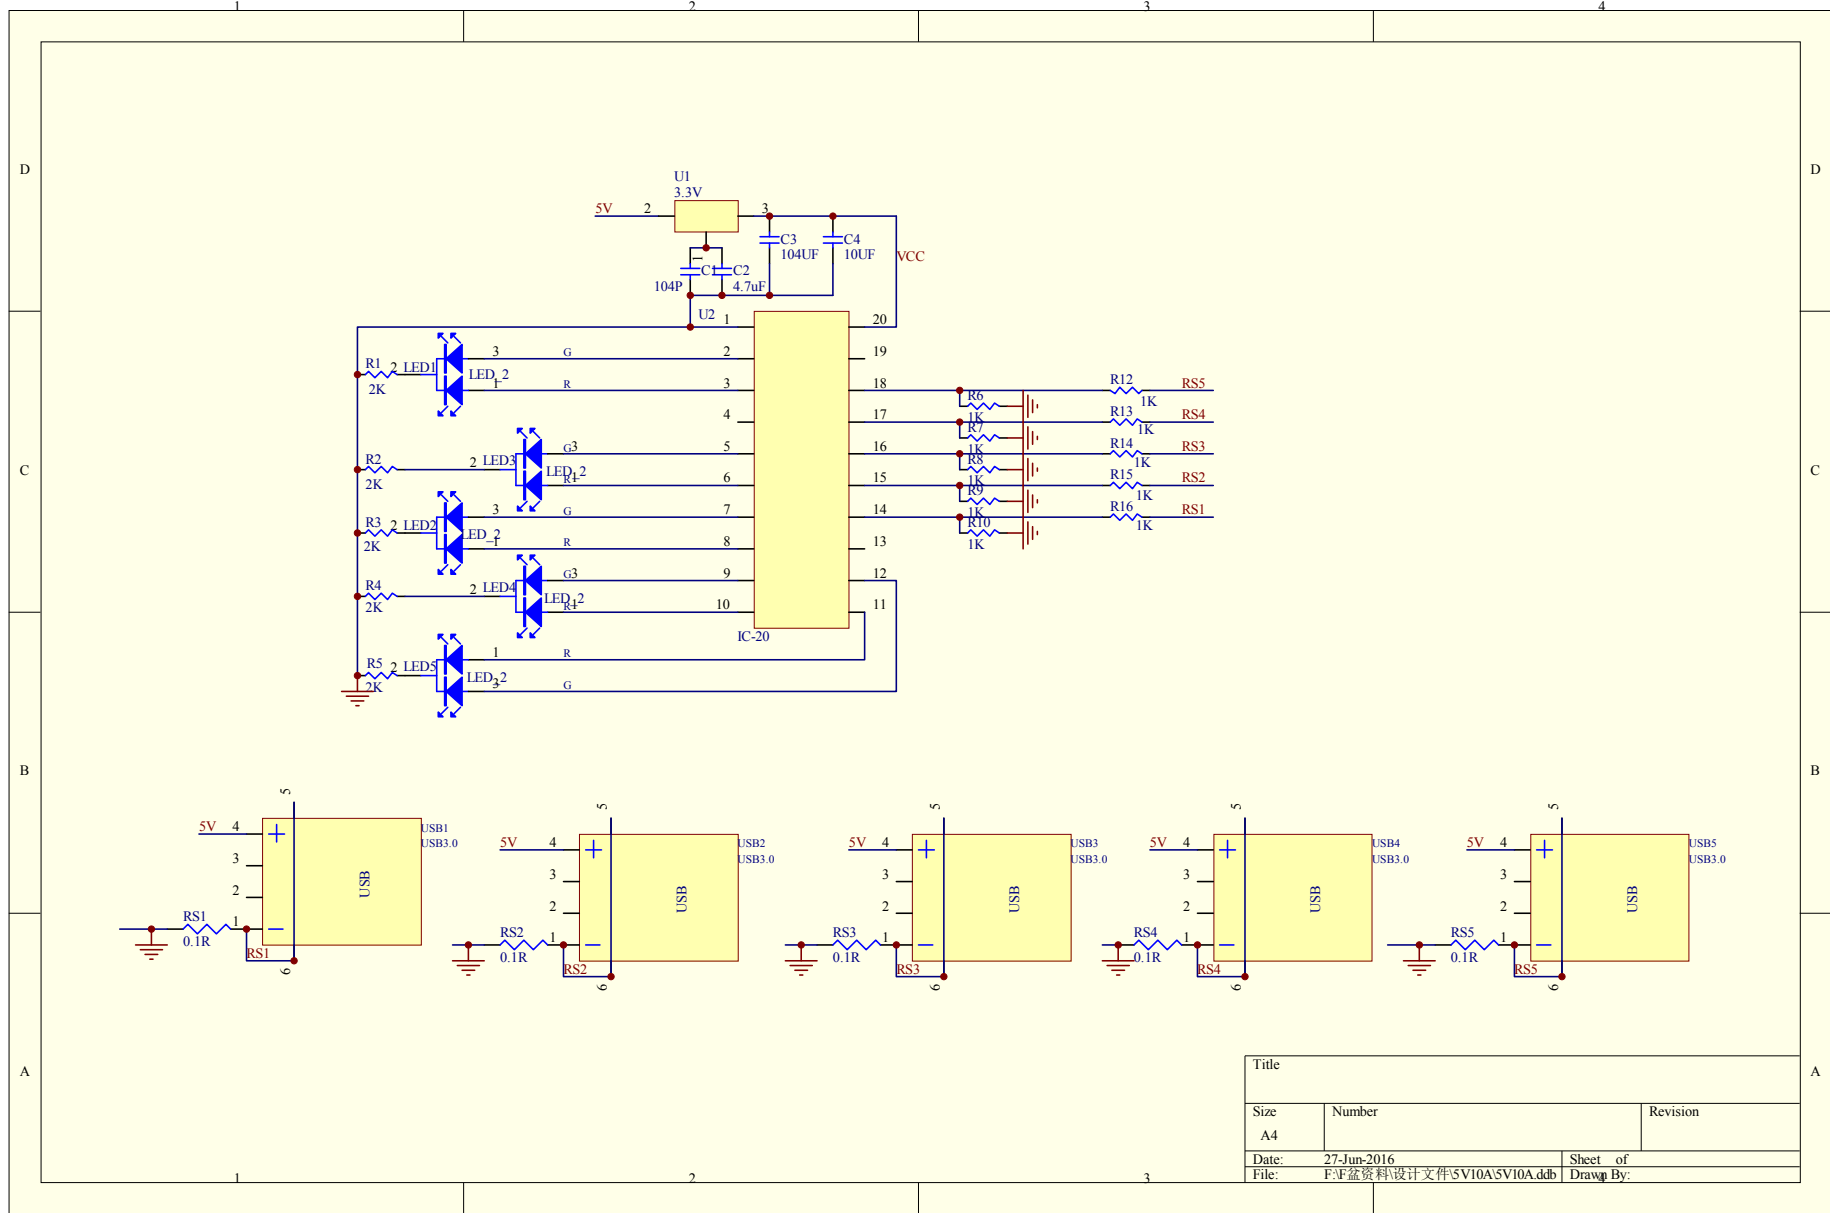 1 2 3 4
D D
U1
3.3V
5V 2 3
C3
104UF
C4
10UF
VCC
1
C1 C2
104P 4.7uF
U2 1 20
C C
R1 2 LED1
2K
3 G 2 19
LED_2
1 R 3 18
4 17
R2 2 LED3
2K
G 3 5 16
LED_2
R 1 6 15
R3 2 LED2
2K
3 G 7 14
LED_2
1 R 8 13
R4 2 LED4
2K
G 3 9 12
LED_2
R 1 10 11
IC-20
R5 2 LED5
2K
1 R
LED_2
3 G
R6
1K
R7
1K
R8
1K
R9
1K
R10
1K
R12 RS5
1K
R13 RS4
1K
R14 RS3
1K
R15 RS2
1K
R16 RS1
1K
B B
5
5V 4
3
2
1
USB
USB1
USB3.0
RS1
0.1R
RS1
6
5
5V 4
3
2
1
USB
USB2
USB3.0
RS2
0.1R
RS2
6
5
5V 4
3
2
1
USB
USB3
USB3.0
RS3
0.1R
RS3
6
5
5V 4
3
2
1
USB
USB4
USB3.0
RS4
0.1R
RS4
6
5
5V 4
3
2
1
USB
USB5
USB3.0
RS5
0.1R
RS5
6
A A
Title
Size Number Revision
A4
Date: 27-Jun-2016 Sheet of
File: F:\F盆资料\设计文件\5V10A\5V10A.ddb Drawn By:
1 2 3 4